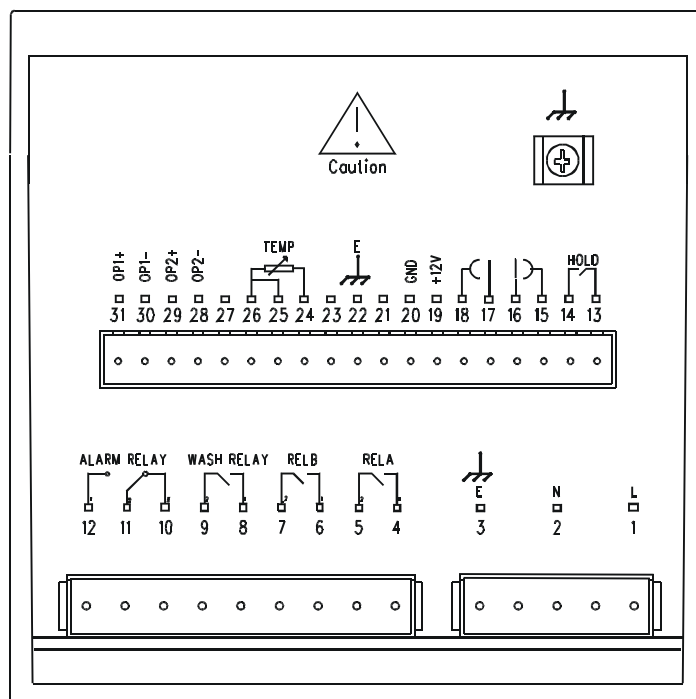 Caution
TEMP
E
HOLD
OP1+ OP1- OP2+ OP2- GND +12V
31 30 29 28 27 26 25 24 23 22 21 20 19 18 17 16 15 14 13
ALARM RELAY WASH RELAY RELB RELA
E N L
12 11 10 9 8 7 6 5 4 3 2 1